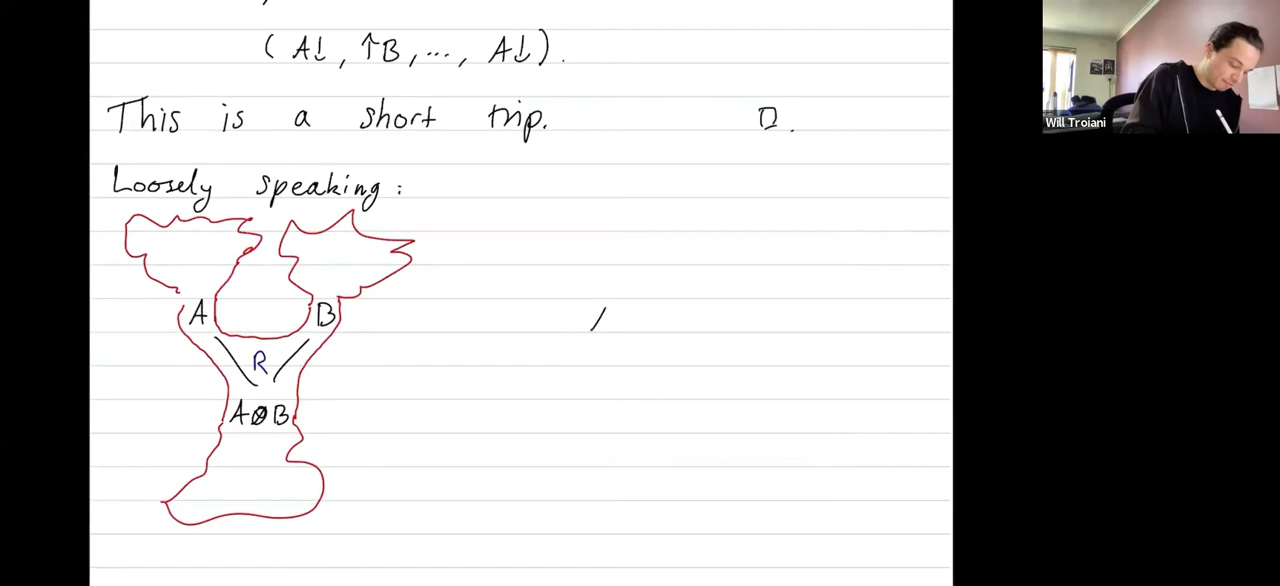 ( A↓ , ↑B , ... , A↓ ).
This is a short trip. □.
Loosely speaking:
A B
R
A⊗B
Will Troiani